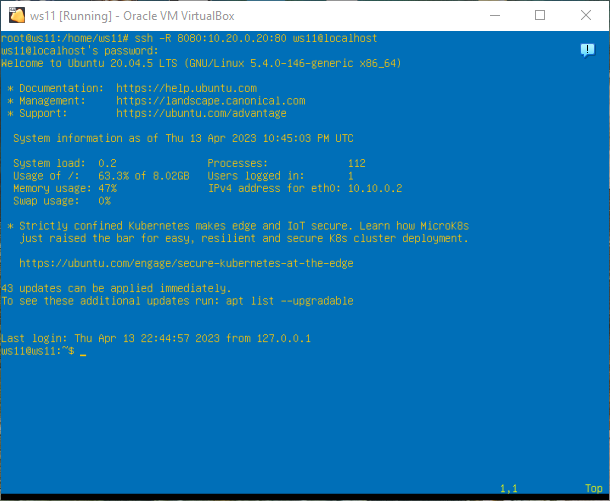 ws11 [Running] - Oracle VM VirtualBox
root@ws11:/home/ws11# ssh -R 8080:10.20.0.20:80 ws11@localhost
ws11@localhost's password:
Welcome to Ubuntu 20.04.5 LTS (GNU/Linux 5.4.0-146-generic x86_64)
* Documentation:  https://help.ubuntu.com
* Management:     https://landscape.canonical.com
* Support:        https://ubuntu.com/advantage
System information as of Thu 13 Apr 2023 10:45:03 PM UTC
System load:  0.2               Processes:             112
Usage of /:   63.3% of 8.02GB   Users logged in:       1
Memory usage: 47%               IPv4 address for eth0: 10.10.0.2
Swap usage:   0%
* Strictly confined Kubernetes makes edge and IoT secure. Learn how MicroK8s
just raised the bar for easy, resilient and secure K8s cluster deployment.
https://ubuntu.com/engage/secure-kubernetes-at-the-edge
43 updates can be applied immediately.
To see these additional updates run: apt list --upgradable
Last login: Thu Apr 13 22:44:57 2023 from 127.0.0.1
ws11@ws11:~$ _
1,1 Top